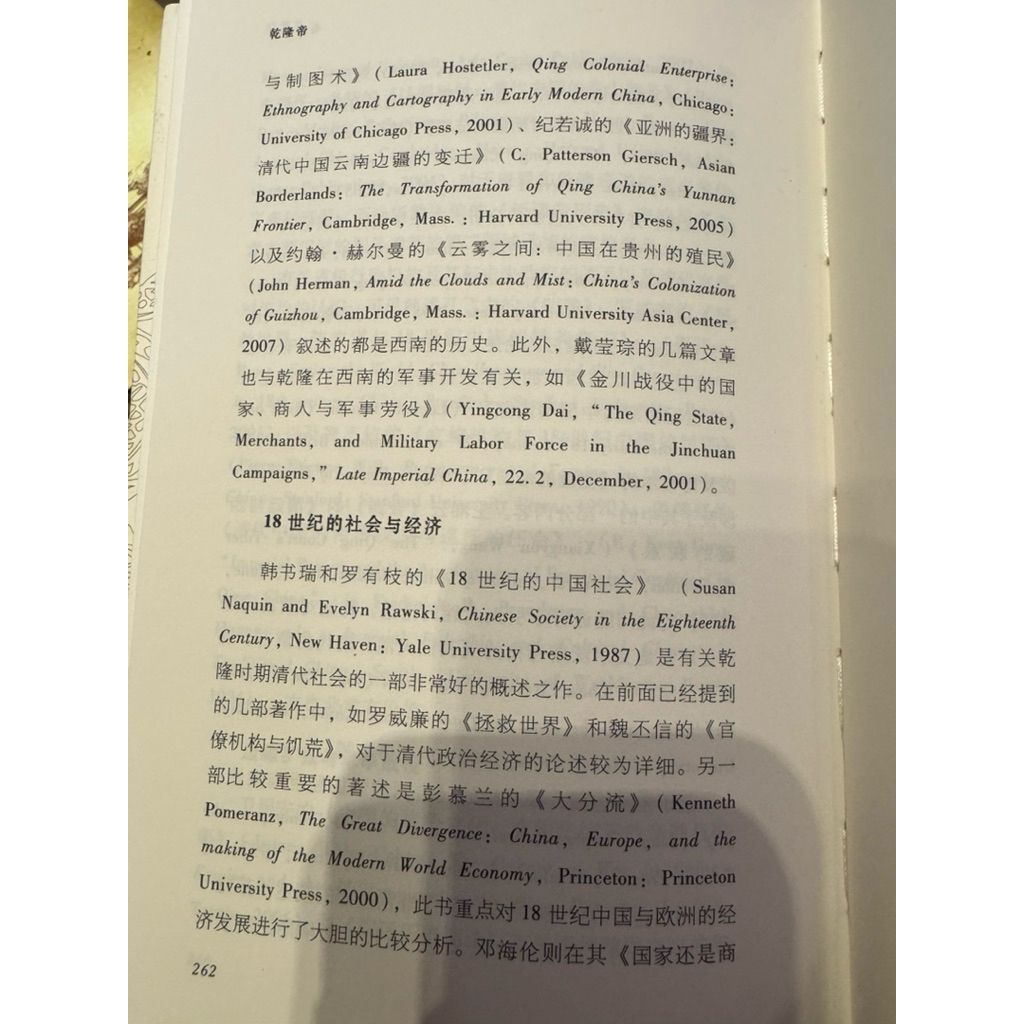 乾隆帝
与制图术》(Laura Hostetler, Qing Colonial Enterprise:
Ethnography and Cartography in Early Modern China, Chicago:
University of Chicago Press, 2001)、纪若诚的《亚洲的疆界:
清代中国云南边疆的变迁》(C. Patterson Giersch, Asian
Borderlands: The Transformation of Qing China's Yunnan
Frontier, Cambridge, Mass. : Harvard University Press, 2005)
以及约翰·赫尔曼的《云雾之间: 中国在贵州的殖民》
(John Herman, Amid the Clouds and Mist: China's Colonization
of Guizhou, Cambridge, Mass. : Harvard University Asia Center,
2007) 叙述的都是西南的历史。此外, 戴莹琮的几篇文章
也与乾隆在西南的军事开发有关, 如《金川战役中的国
家、商人与军事劳役》(Yingcong Dai, “The Qing State,
Merchants, and Military Labor Force in the Jinchuan
Campaigns,” Late Imperial China, 22. 2, December, 2001)。
18 世纪的社会与经济
韩书瑞和罗有枝的《18 世纪的中国社会》 (Susan
Naquin and Evelyn Rawski, Chinese Society in the Eighteenth
Century, New Haven: Yale University Press, 1987) 是有关乾
隆时期清代社会的一部非常好的概述之作。在前面已经提到
的几部著作中, 如罗威廉的《拯救世界》和魏丕信的《官
僚机构与饥荒》, 对于清代政治经济的论述较为详细。另一
部比较重要的著述是彭慕兰的《大分流》(Kenneth
Pomeranz, The Great Divergence: China, Europe, and the
making of the Modern World Economy, Princeton: Princeton
University Press, 2000), 此书重点对 18 世纪中国与欧洲的经
济发展进行了大胆的比较分析。邓海伦则在其《国家还是商
262